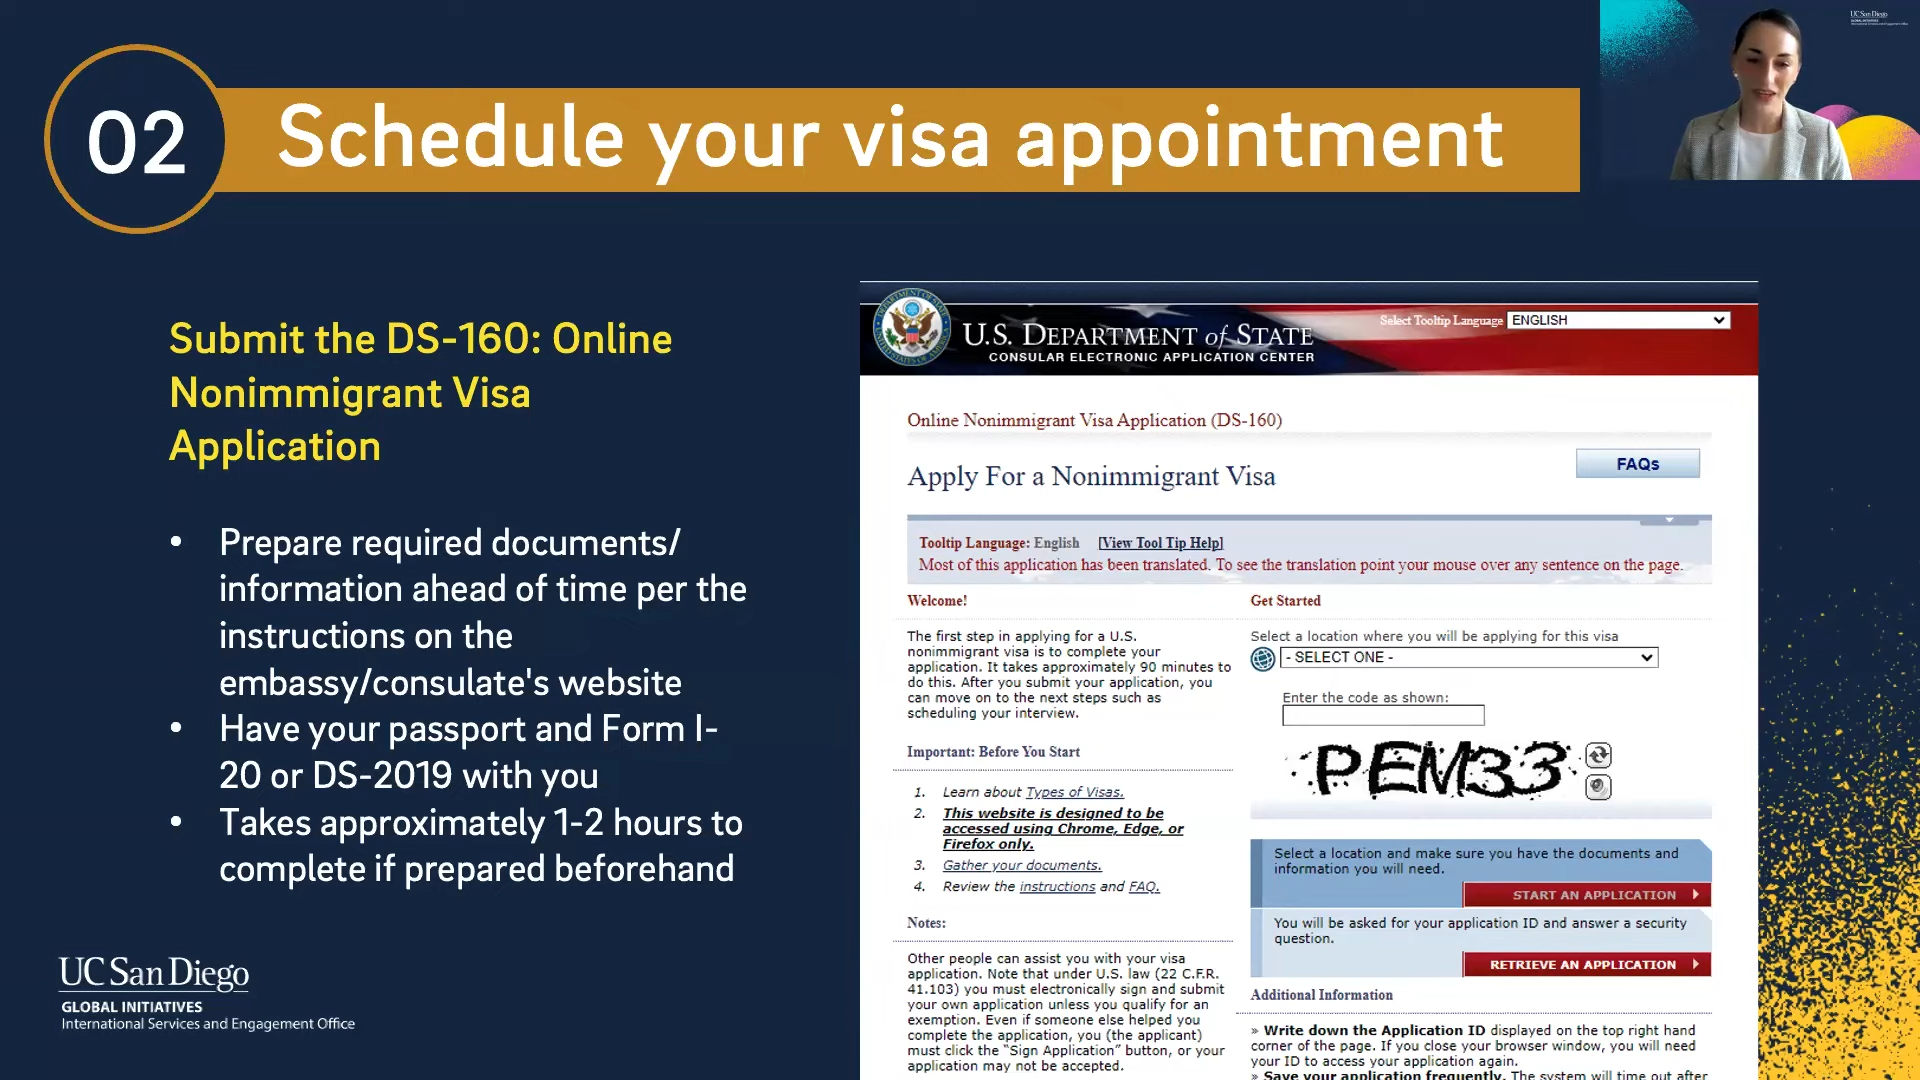 02
Schedule your visa appointment
UC San Diego
Submit the DS-160: Online
Nonimmigrant Visa
Application
• Prepare required documents/
information ahead of time per the
instructions on the
embassy/consulate's website
• Have your passport and Form I-
20 or DS-2019 with you
• Takes approximately 1-2 hours to
complete if prepared beforehand
UC San Diego
GLOBAL INITIATIVES
International Services and Engagement Office
U.S. DEPARTMENT of STATE
CONSULAR ELECTRONIC APPLICATION CENTER
Select Tooltip Language ENGLISH
Online Nonimmigrant Visa Application (DS-160)
Apply For a Nonimmigrant Visa
FAQs
Tooltip Language: English [View Tool Tip Help]
Most of this application has been translated. To see the translation point your mouse over any sentence on the page.
Welcome!
The first step in applying for a U.S.
nonimmigrant visa is to complete your
application. It takes approximately 90 minutes to
do this. After you submit your application, you
can move on to the next steps such as
scheduling your interview.
Important: Before You Start
1. Learn about Types of Visas.
2. This website is designed to be
accessed using Chrome, Edge, or
Firefox only.
3. Gather your documents.
4. Review the instructions and FAQ.
Notes:
Other people can assist you with your visa
application. Note that under U.S. law (22 C.F.R.
41.103) you must electronically sign and submit
your own application unless you qualify for an
exemption. Even if someone else helped you
complete the application, you (the applicant)
must click the “Sign Application” button, or your
application may not be accepted.
Get Started
Select a location where you will be applying for this visa
- SELECT ONE -
Enter the code as shown:
PEM33
Select a location and make sure you have the documents and
information you will need.
START AN APPLICATION
You will be asked for your application ID and answer a security
question.
RETRIEVE AN APPLICATION
Additional Information
» Write down the Application ID displayed on the top right hand
corner of the page. If you close your browser window, you will need
your ID to access your application again.
» Save your application frequently. The system will time out after